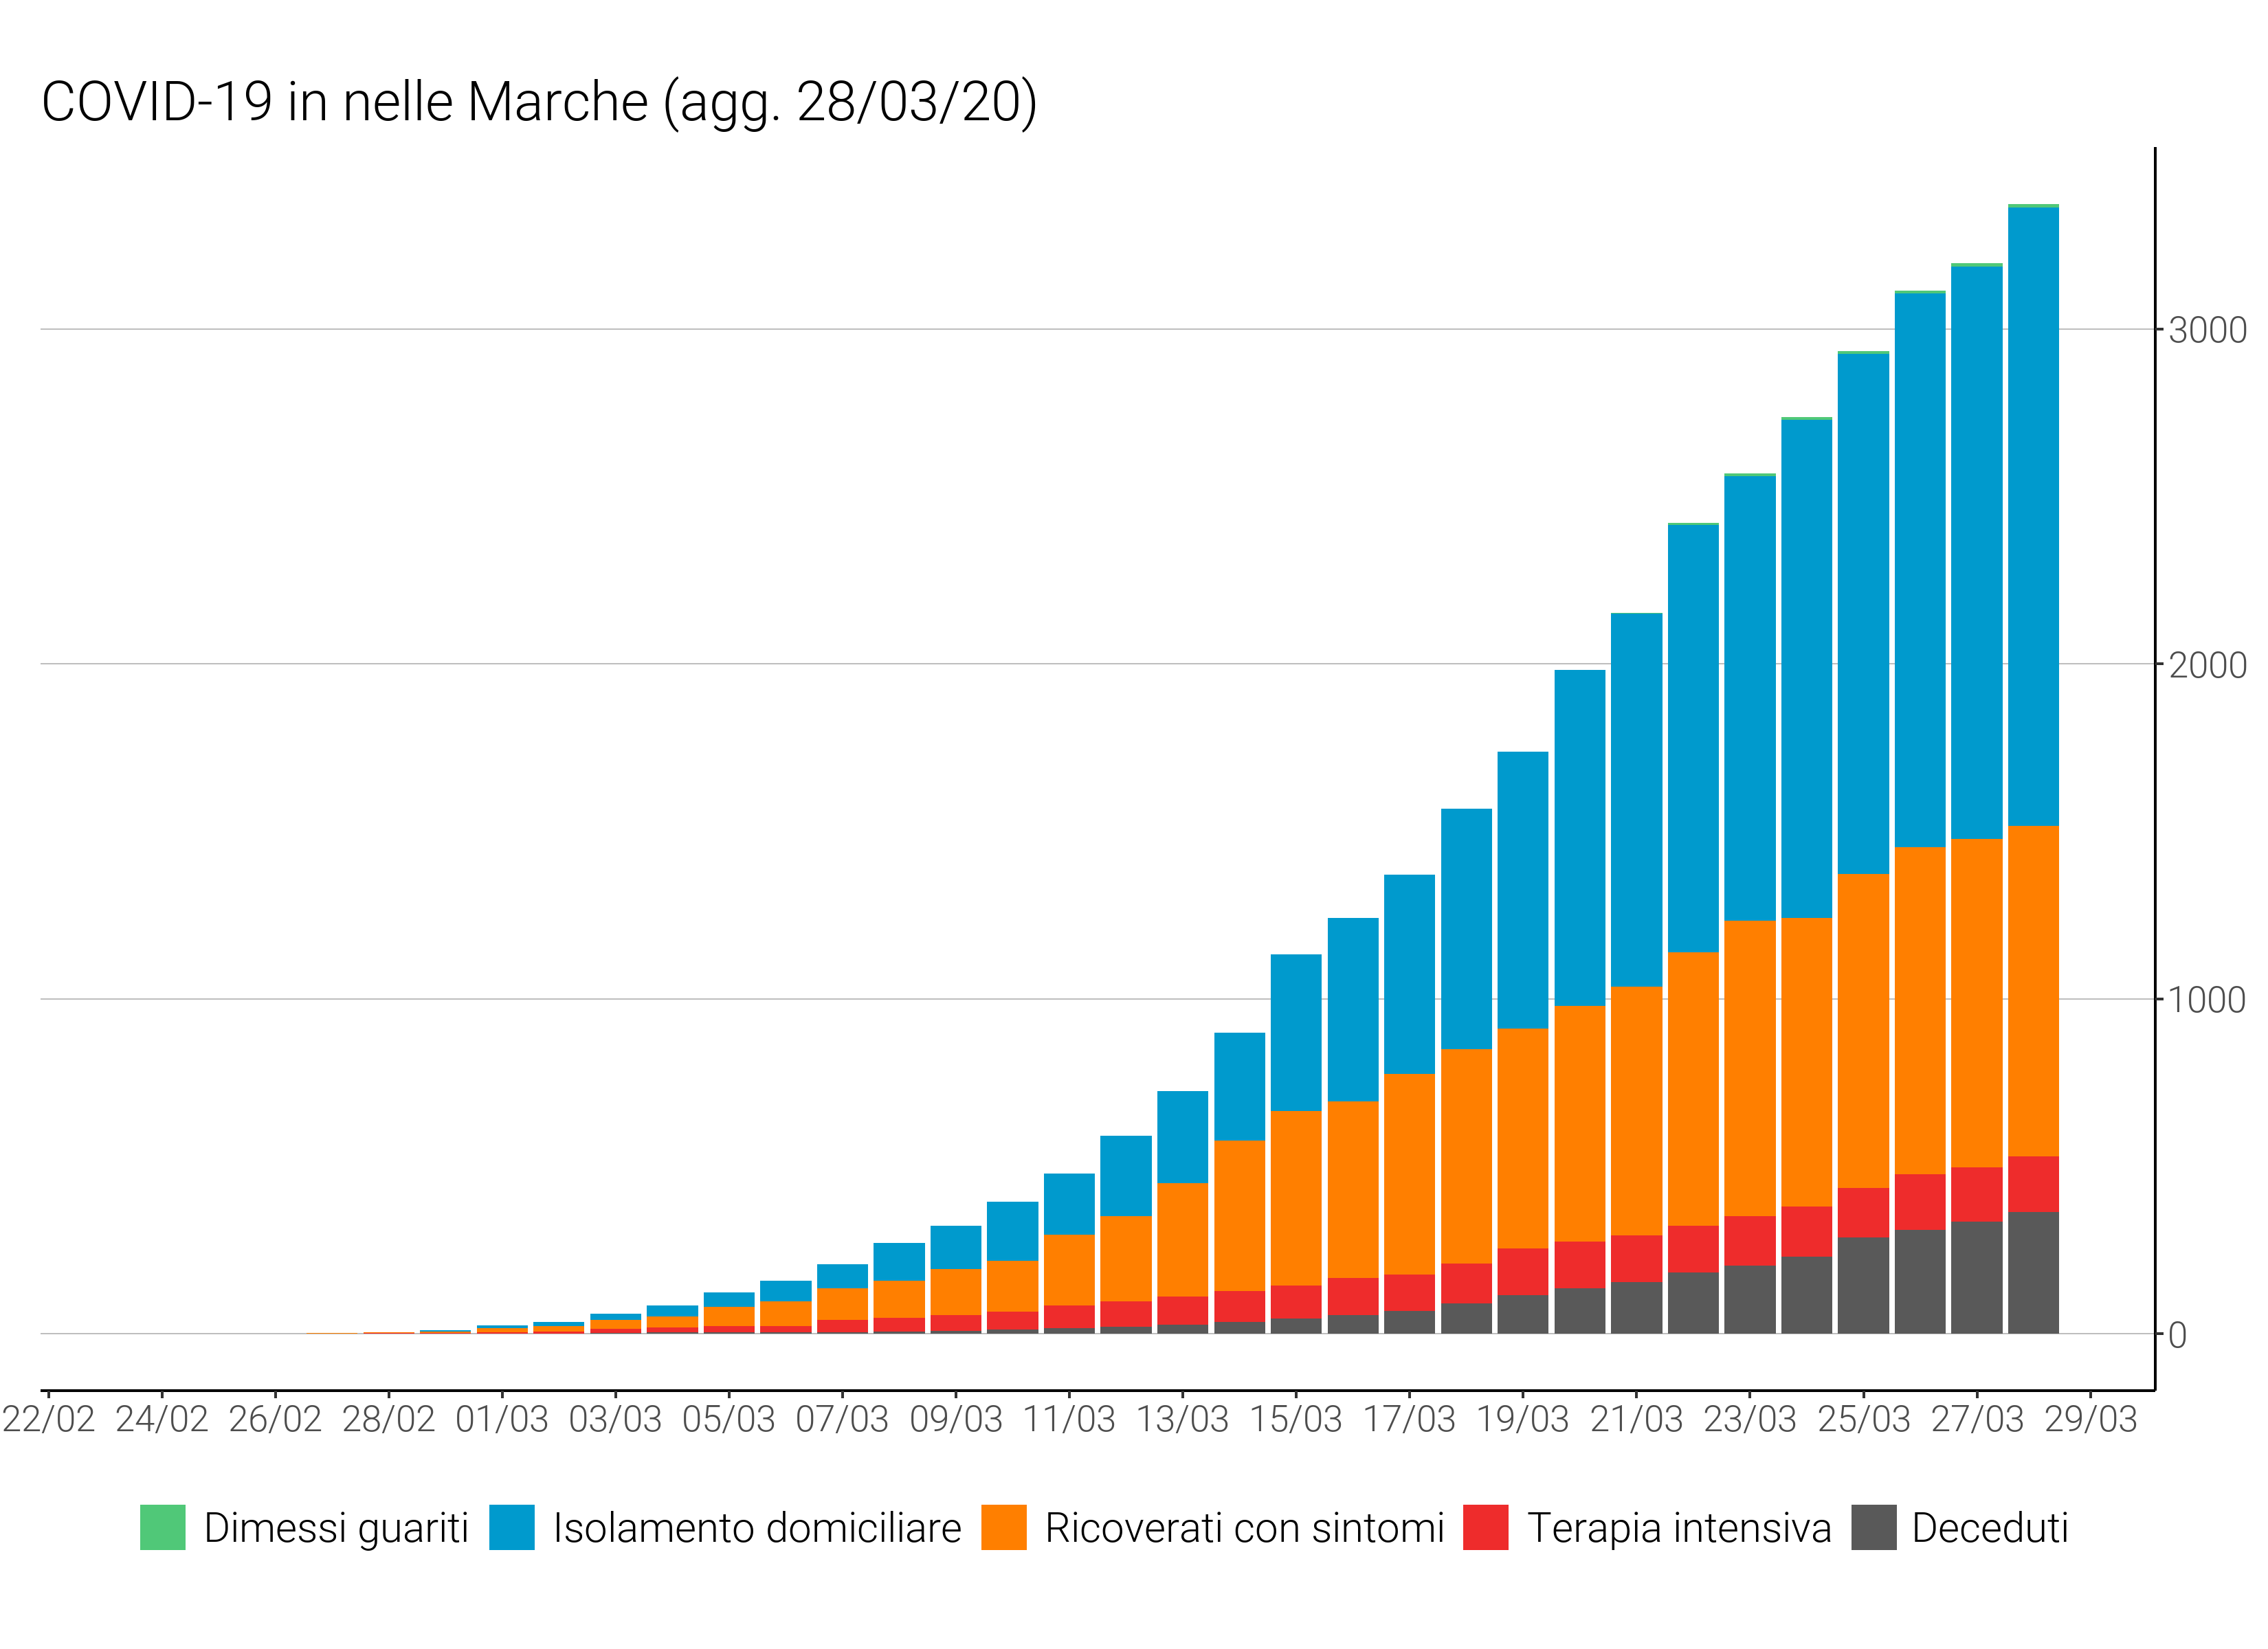 COVID-19 in nelle Marche (agg. 28/03/20)
3000
2000
1000
0
22/02 24/02 26/02 28/02 01/03 03/03 05/03 07/03 09/03 11/03 13/03 15/03 17/03 19/03 21/03 23/03 25/03 27/03 29/03
Dimessi guariti Isolamento domiciliare Ricoverati con sintomi Terapia intensiva Deceduti